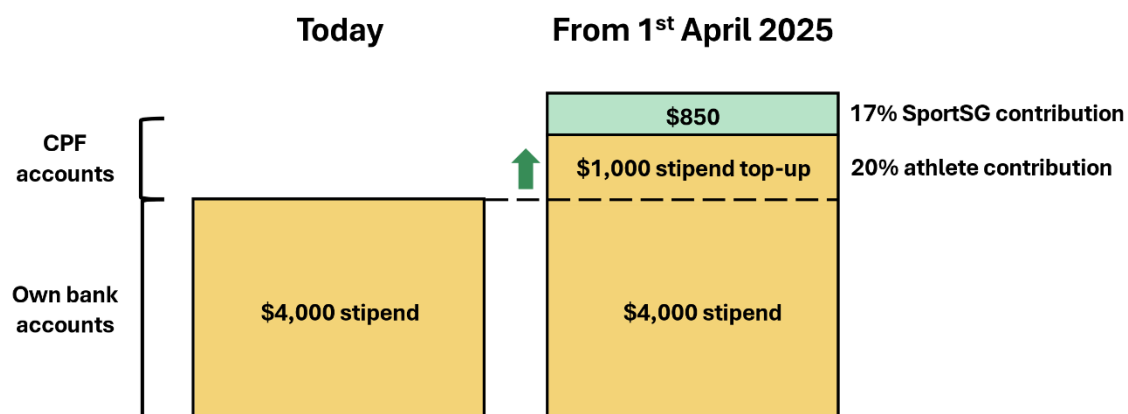 Today
From 1st April 2025
CPF
accounts
$850
17% SportSG contribution
$1,000 stipend top-up
20% athlete contribution
Own bank
accounts
$4,000 stipend
$4,000 stipend